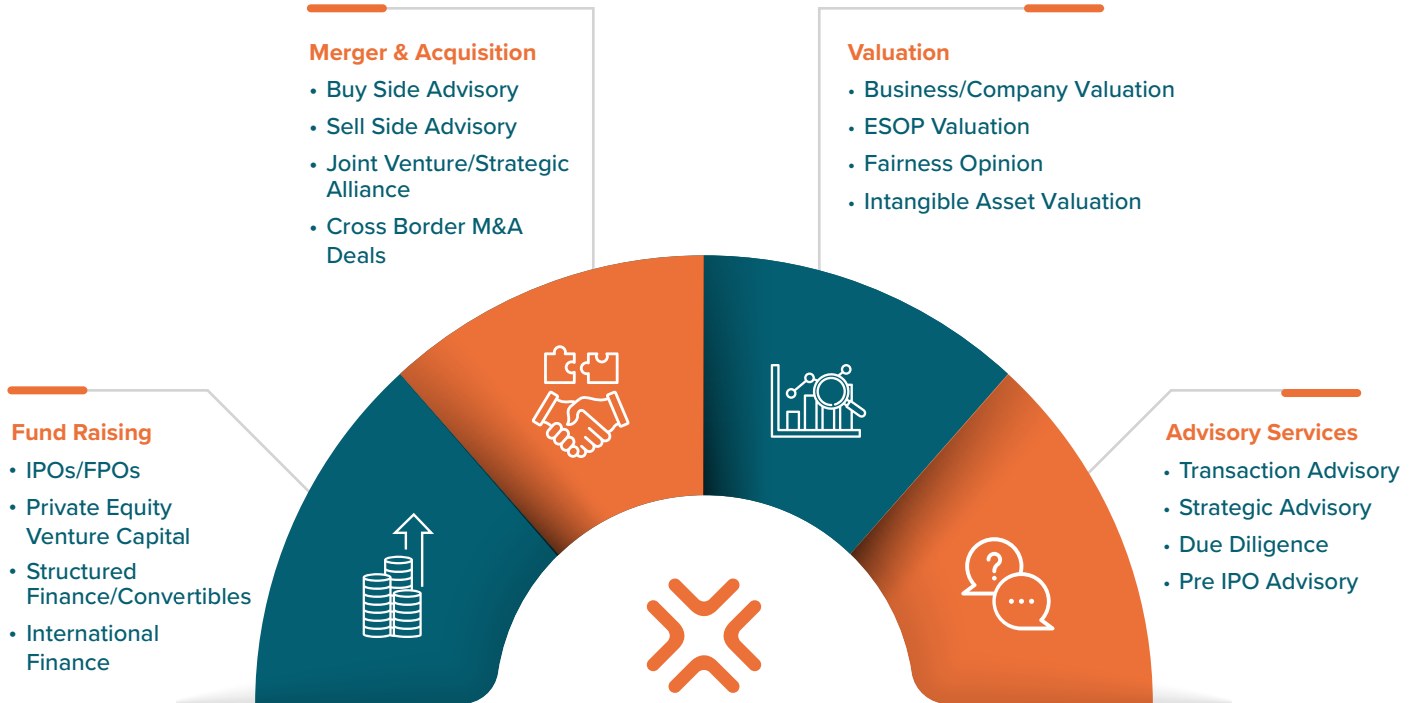 Merger & Acquisition
• Buy Side Advisory
• Sell Side Advisory
• Joint Venture/Strategic
Alliance
• Cross Border M&A
Deals
Valuation
• Business/Company Valuation
• ESOP Valuation
• Fairness Opinion
• Intangible Asset Valuation
Fund Raising
• IPOs/FPOs
• Private Equity
Venture Capital
• Structured
Finance/Convertibles
• International
Finance
Advisory Services
• Transaction Advisory
• Strategic Advisory
• Due Diligence
• Pre IPO Advisory
?